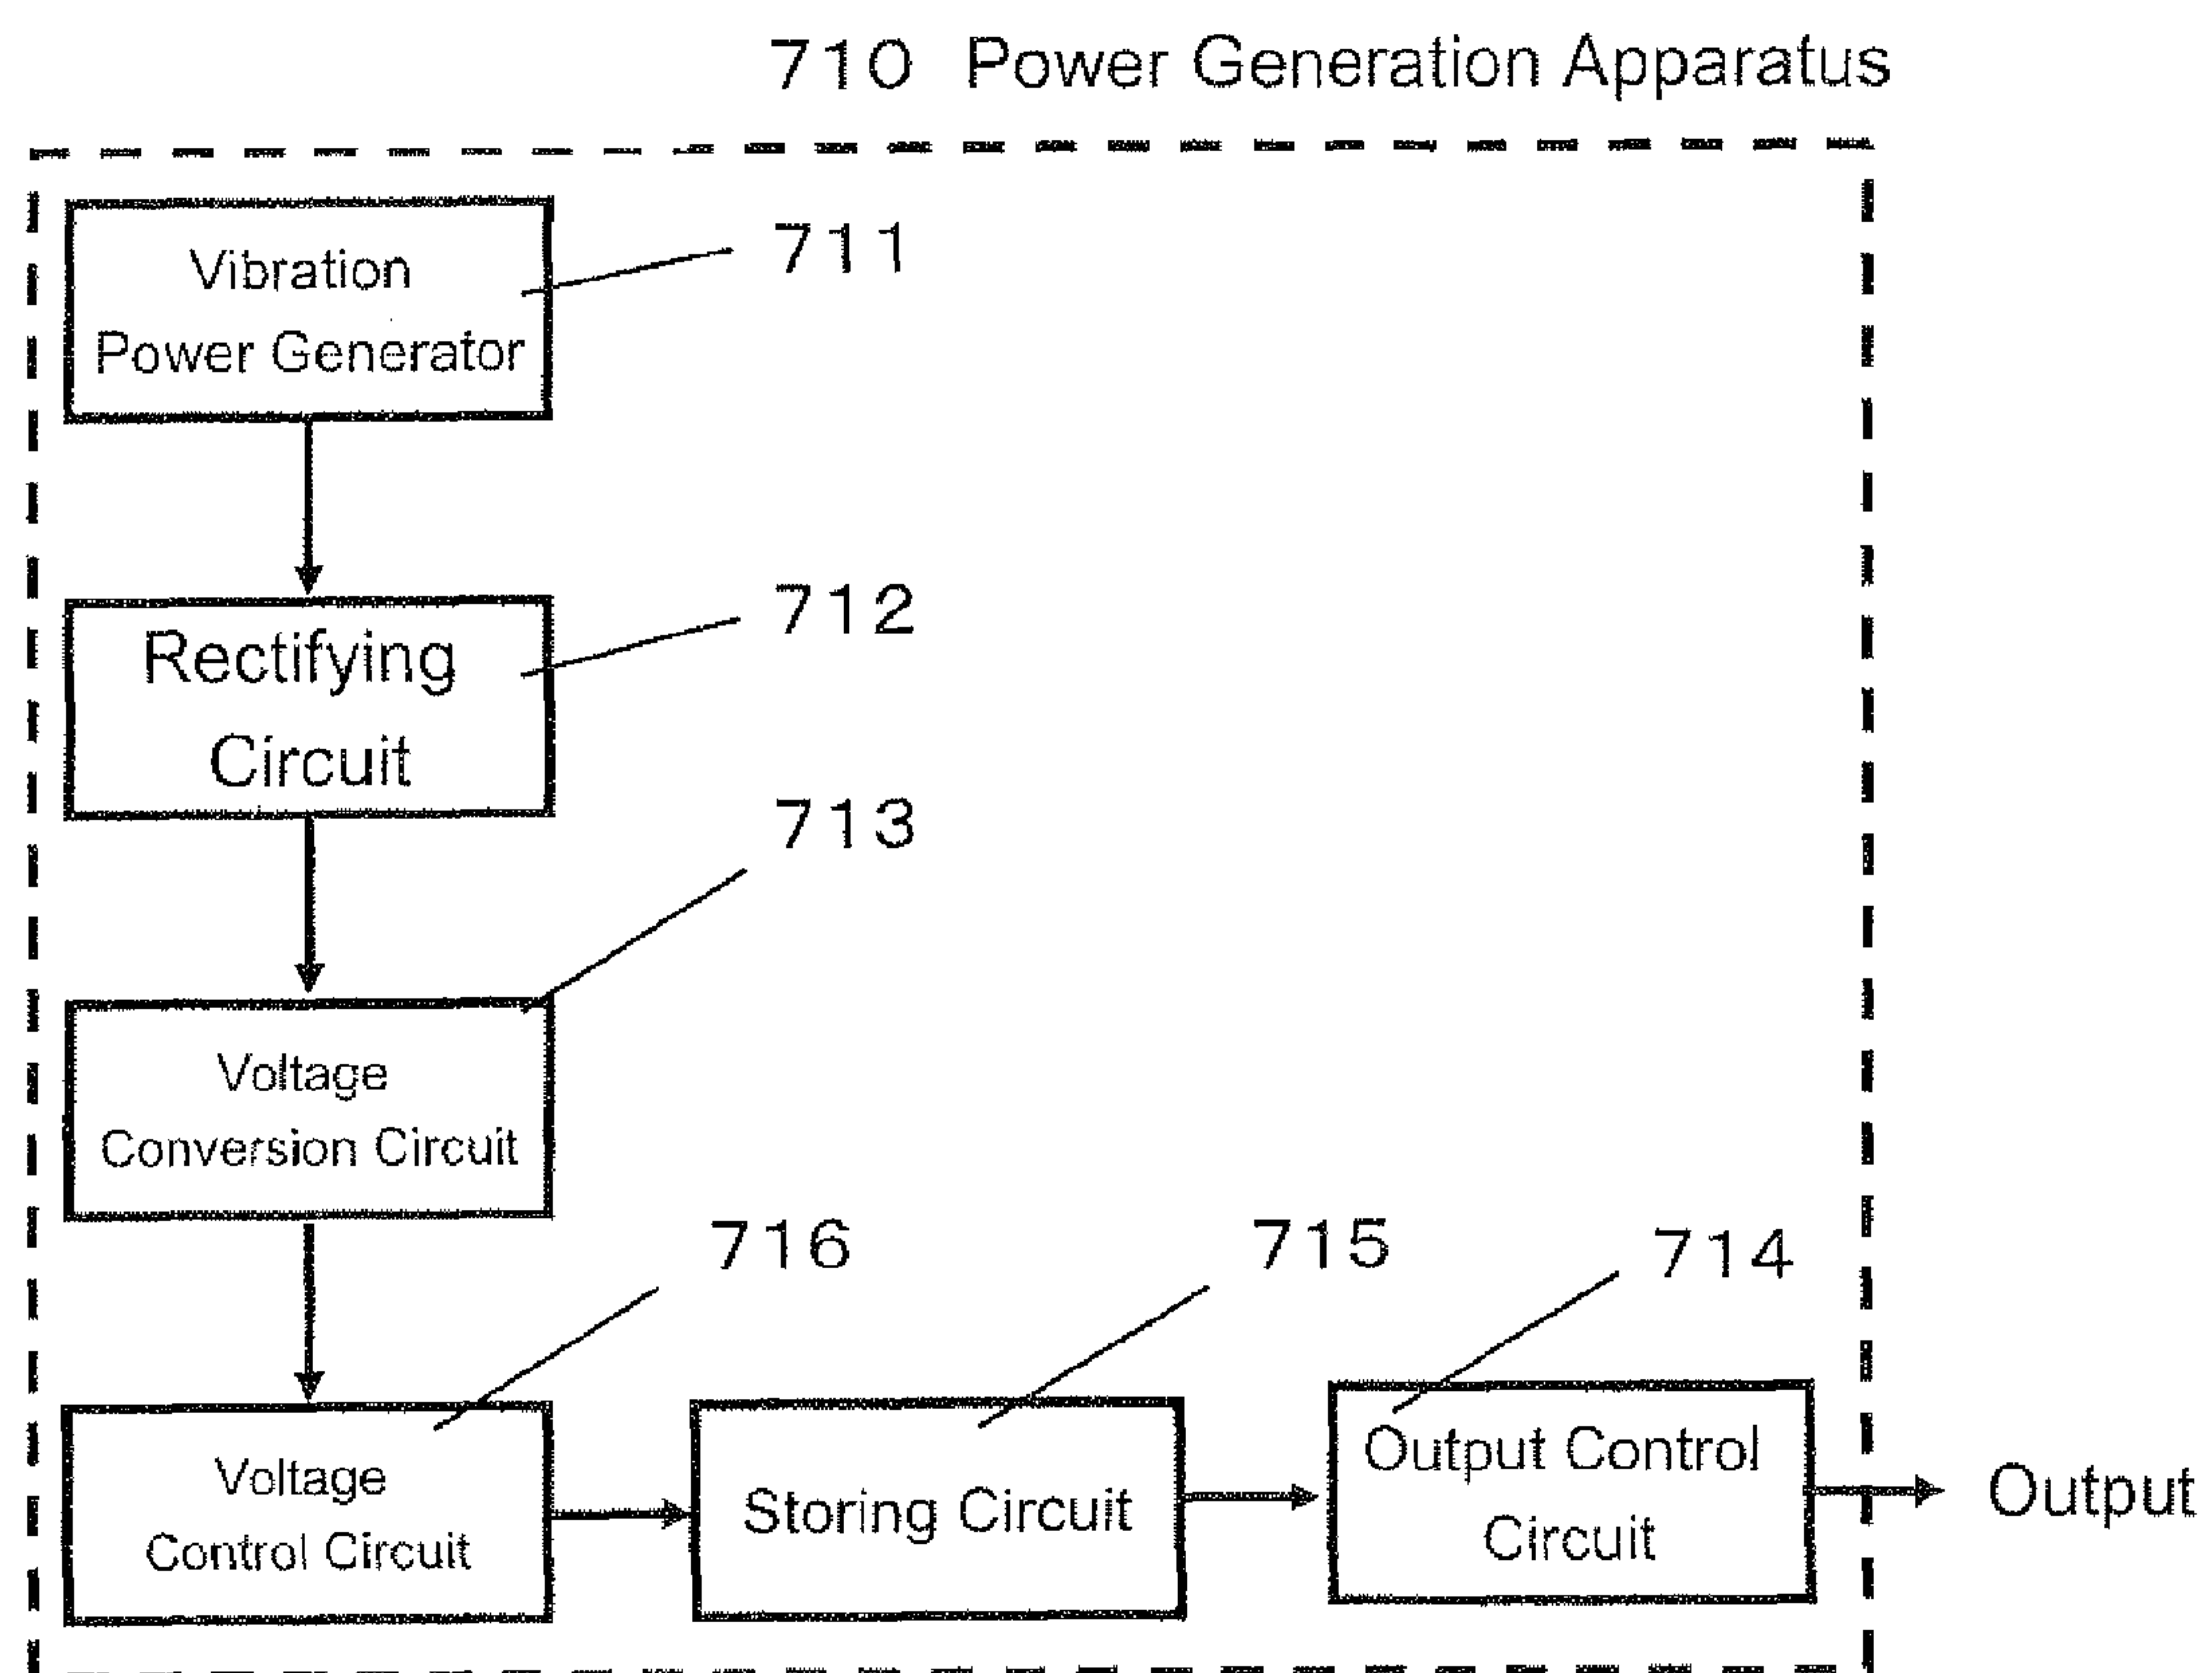 710 Power Generation Apparatus
Vibration
Power Generator
711
Rectifying
Circuit
712
713
Voltage
Conversion Circuit
716
715
714
Voltage
Control Circuit
Storing Circuit
Output Control
Circuit
Output